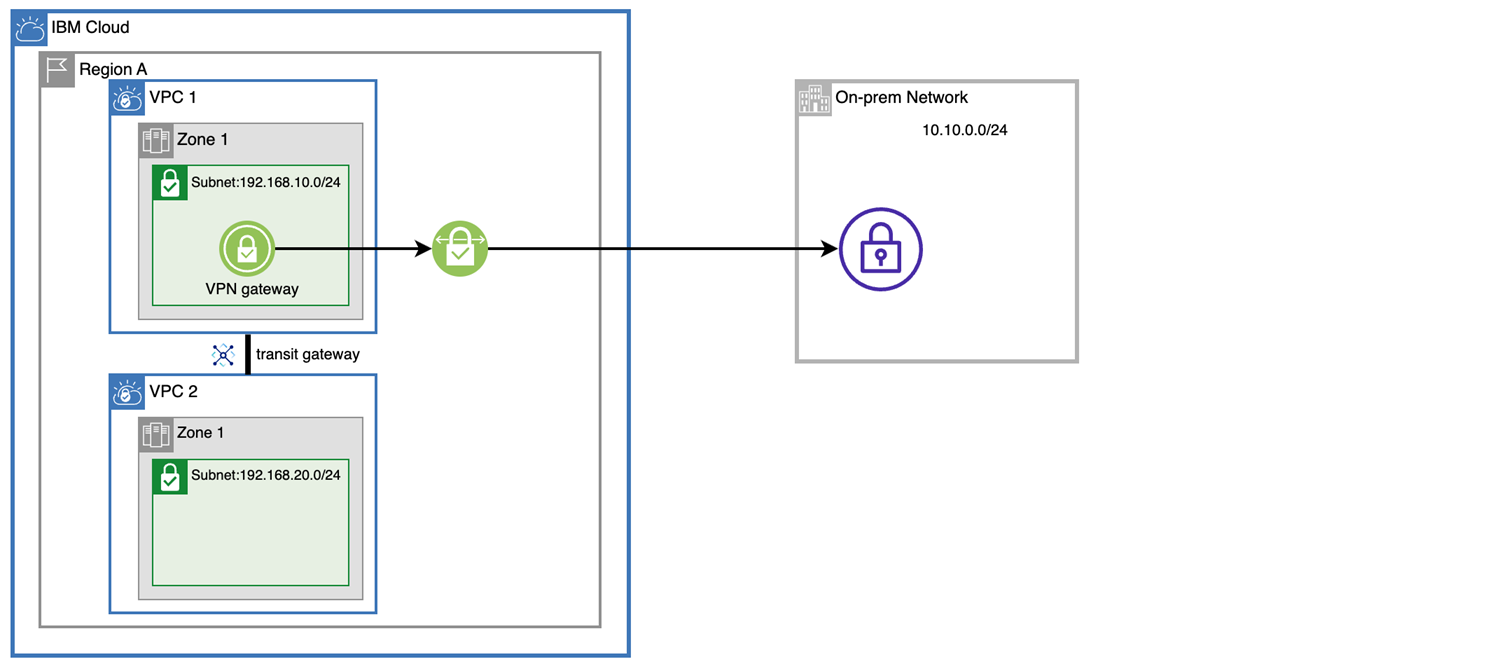 IBM Cloud
Region A
VPC 1
Zone 1
Subnet:192.168.10.0/24
VPN gateway
transit gateway
VPC 2
Zone 1
Subnet:192.168.20.0/24
On-prem Network
10.10.0.0/24